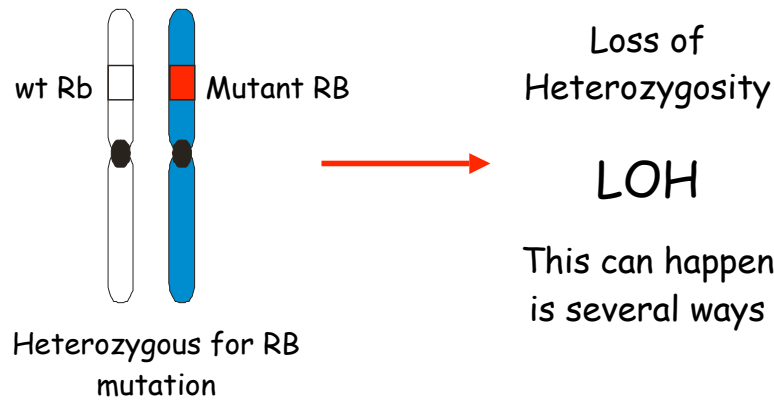 wt Rb
Mutant RB
Heterozygous for RB
mutation
Loss of
Heterozygosity
LOH
This can happen
is several ways